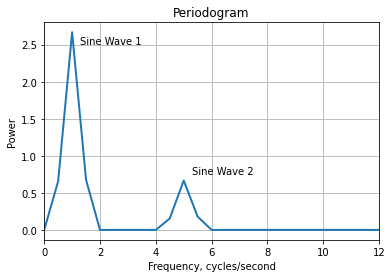 Periodogram
Sine Wave 1
Sine Wave 2
Power
2.5
2.0
1.5
1.0
0.5
0.0
0 2 4 6 8 10 12
Frequency, cycles/second